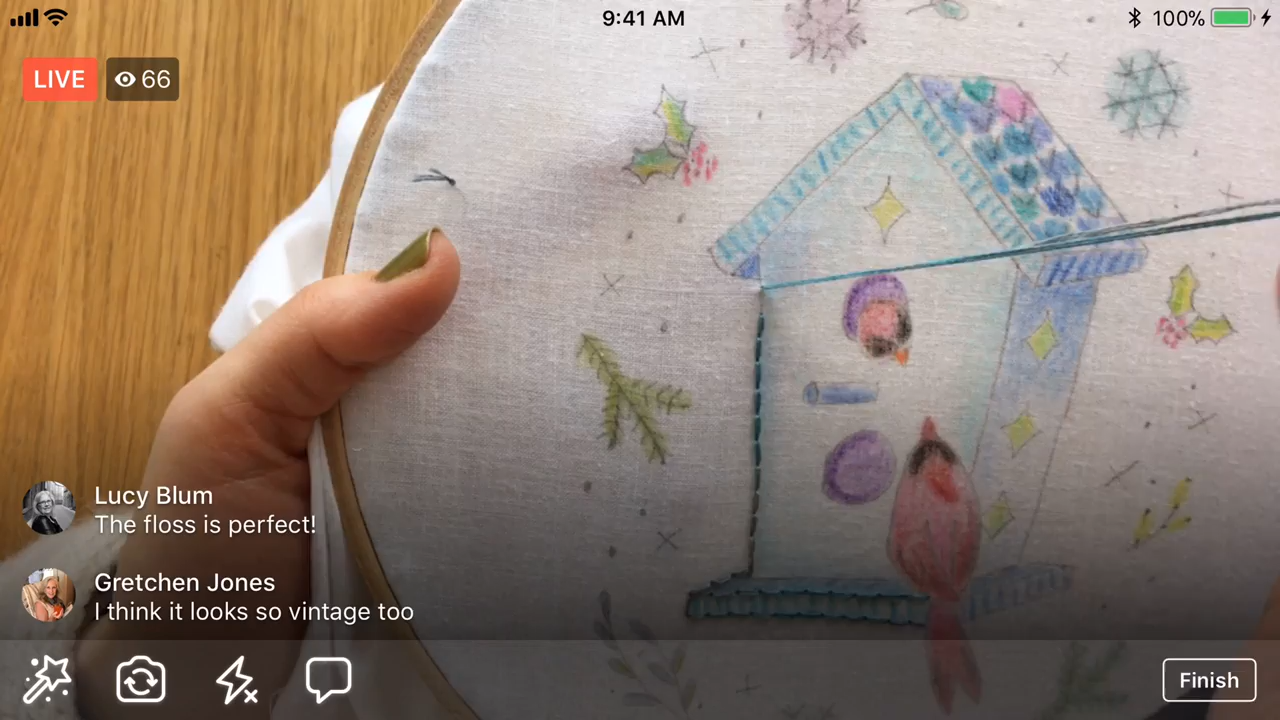 9:41 AM
100%
LIVE
66
Lucy Blum
The floss is perfect!
Gretchen Jones
I think it looks so vintage too
Finish